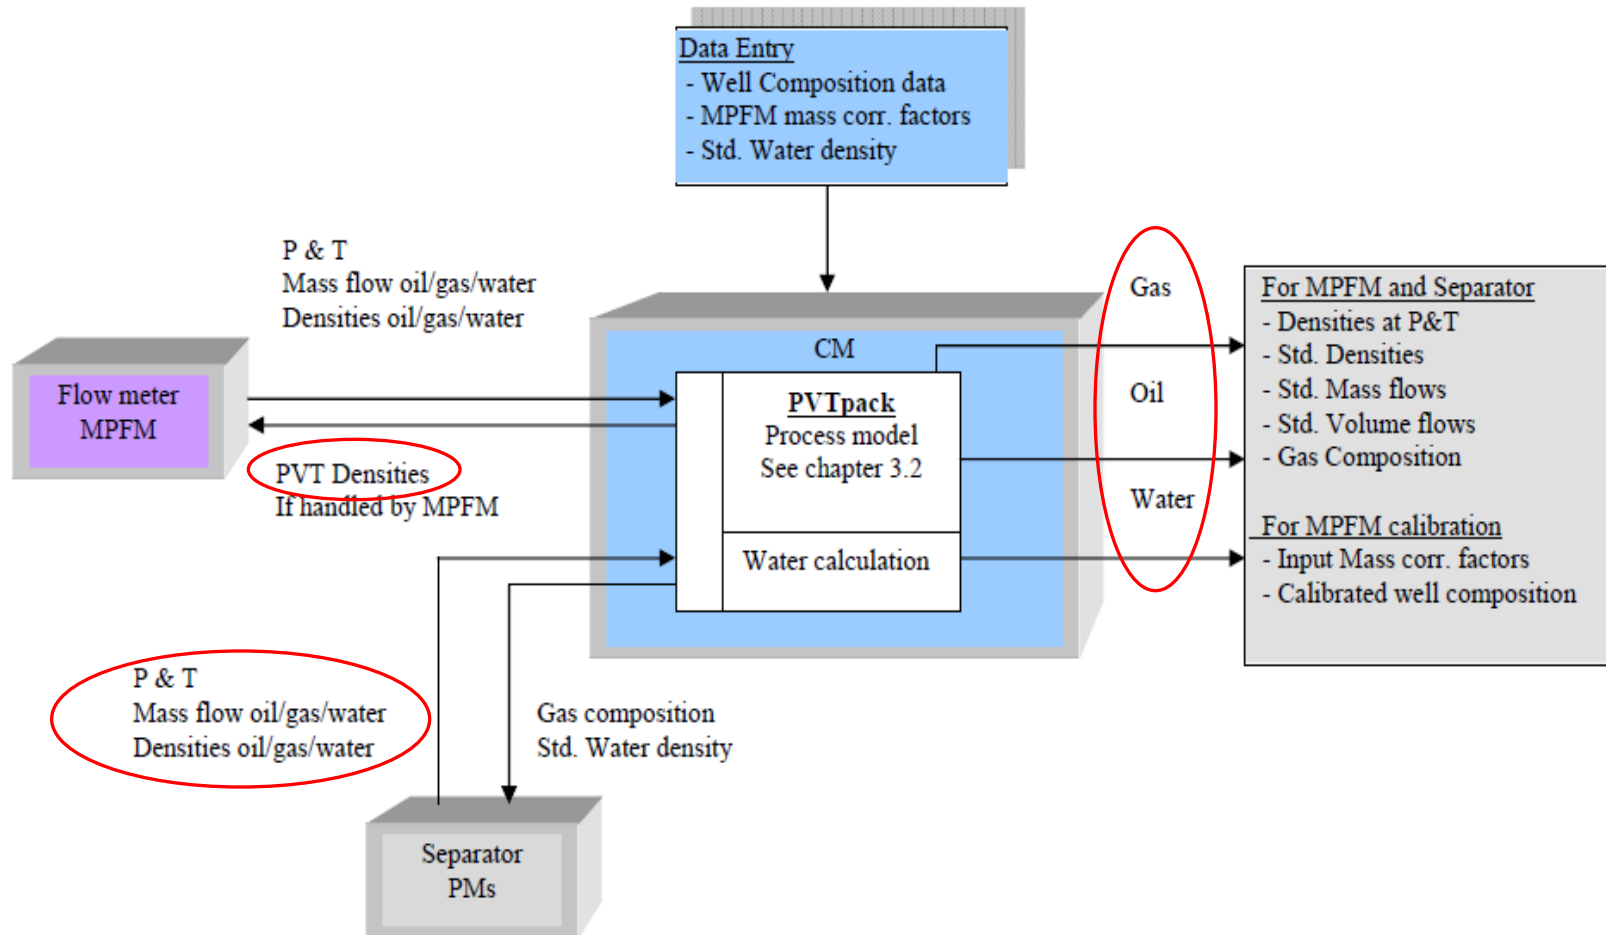 Data Entry
- Well Composition data
- MPFM mass corr. factors
- Std. Water density
P & T
Mass flow oil/gas/water
Densities oil/gas/water
Flow meter
MPFM
PVT Densities
If handled by MPFM
CM
PVTpack
Process model
See chapter 3.2
Water calculation
Gas
Oil
Water
For MPFM and Separator
- Densities at P&T
- Std. Densities
- Std. Mass flows
- Std. Volume flows
- Gas Composition
For MPFM calibration
- Input Mass corr. factors
- Calibrated well composition
P & T
Mass flow oil/gas/water
Densities oil/gas/water
Gas composition
Std. Water density
Separator
PMs